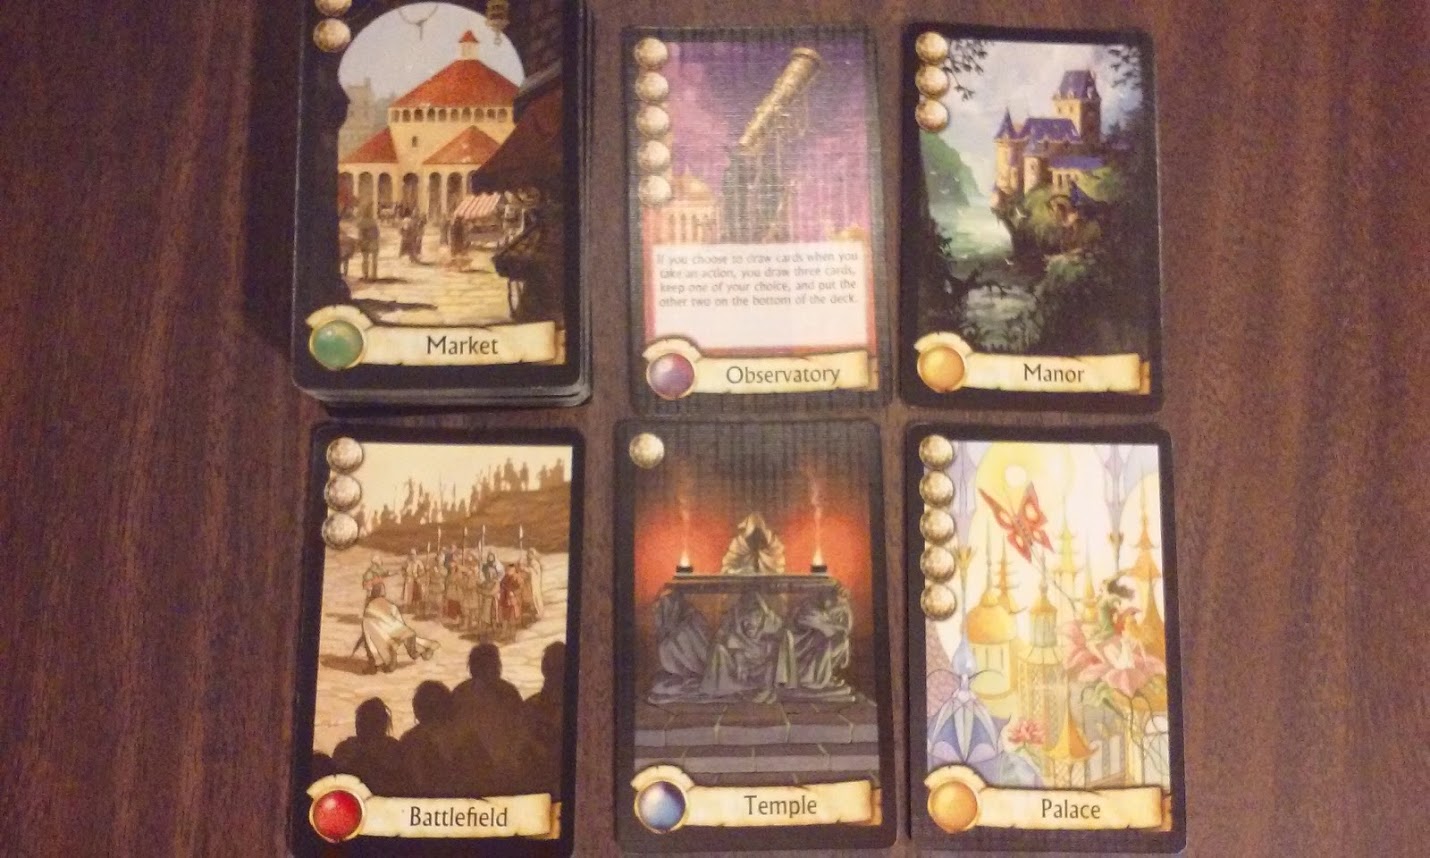 Market
If you choose to draw cards when you
take an action, you draw three cards,
keep one of your choice, and put the
other two on the bottom of the deck.
Observatory
Manor
Battlefield
Temple
Palace